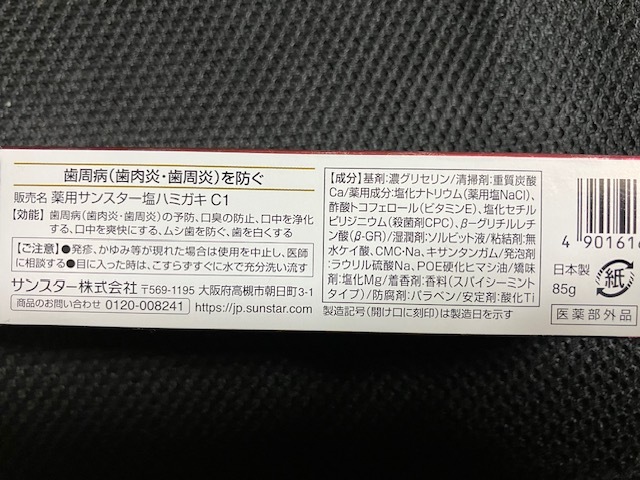 歯周病(歯肉炎・歯周炎)を防ぐ
販売名 薬用サンスター塩ハミガキ C1
【効能】 歯周病(歯肉炎・歯周炎)の予防、口臭の防止、口中を浄化
する、口中を爽快にする、ムシ歯を防ぐ、歯を白くする
【ご注意】●発疹、かゆみ等が現れた場合は使用を中止し、医師
に相談する●目に入った時は、こすらずすぐに水で充分洗い流す
サンスター株式会社 〒569-1195 大阪府高槻市朝日町3-1
商品のお問い合わせ 0120-008241 https://jp.sunstar.com/
【成分】基剤:濃グリセリン/清掃剤:重質炭酸
Ca/薬用成分:塩化ナトリウム(薬用塩NaCl)、
酢酸トコフェロール(ビタミンE)、塩化セチル
ピリジニウム(殺菌剤CPC)、β-グリチルレチ
ン酸(β-GR)/湿潤剤:ソルビット液/粘結剤:無
水ケイ酸、CMC・Na、キサンタンガム/発泡剤
:ラウリル硫酸Na、POE硬化ヒマシ油/矯味
剤:塩化Mg/着香剤:香料(スパイシーミント
タイプ)/防腐剤:パラベン/安定剤:酸化Ti
製造記号(開け口に刻印)は製造日を示す
4 90161
日本製
85g
紙
医薬部外品